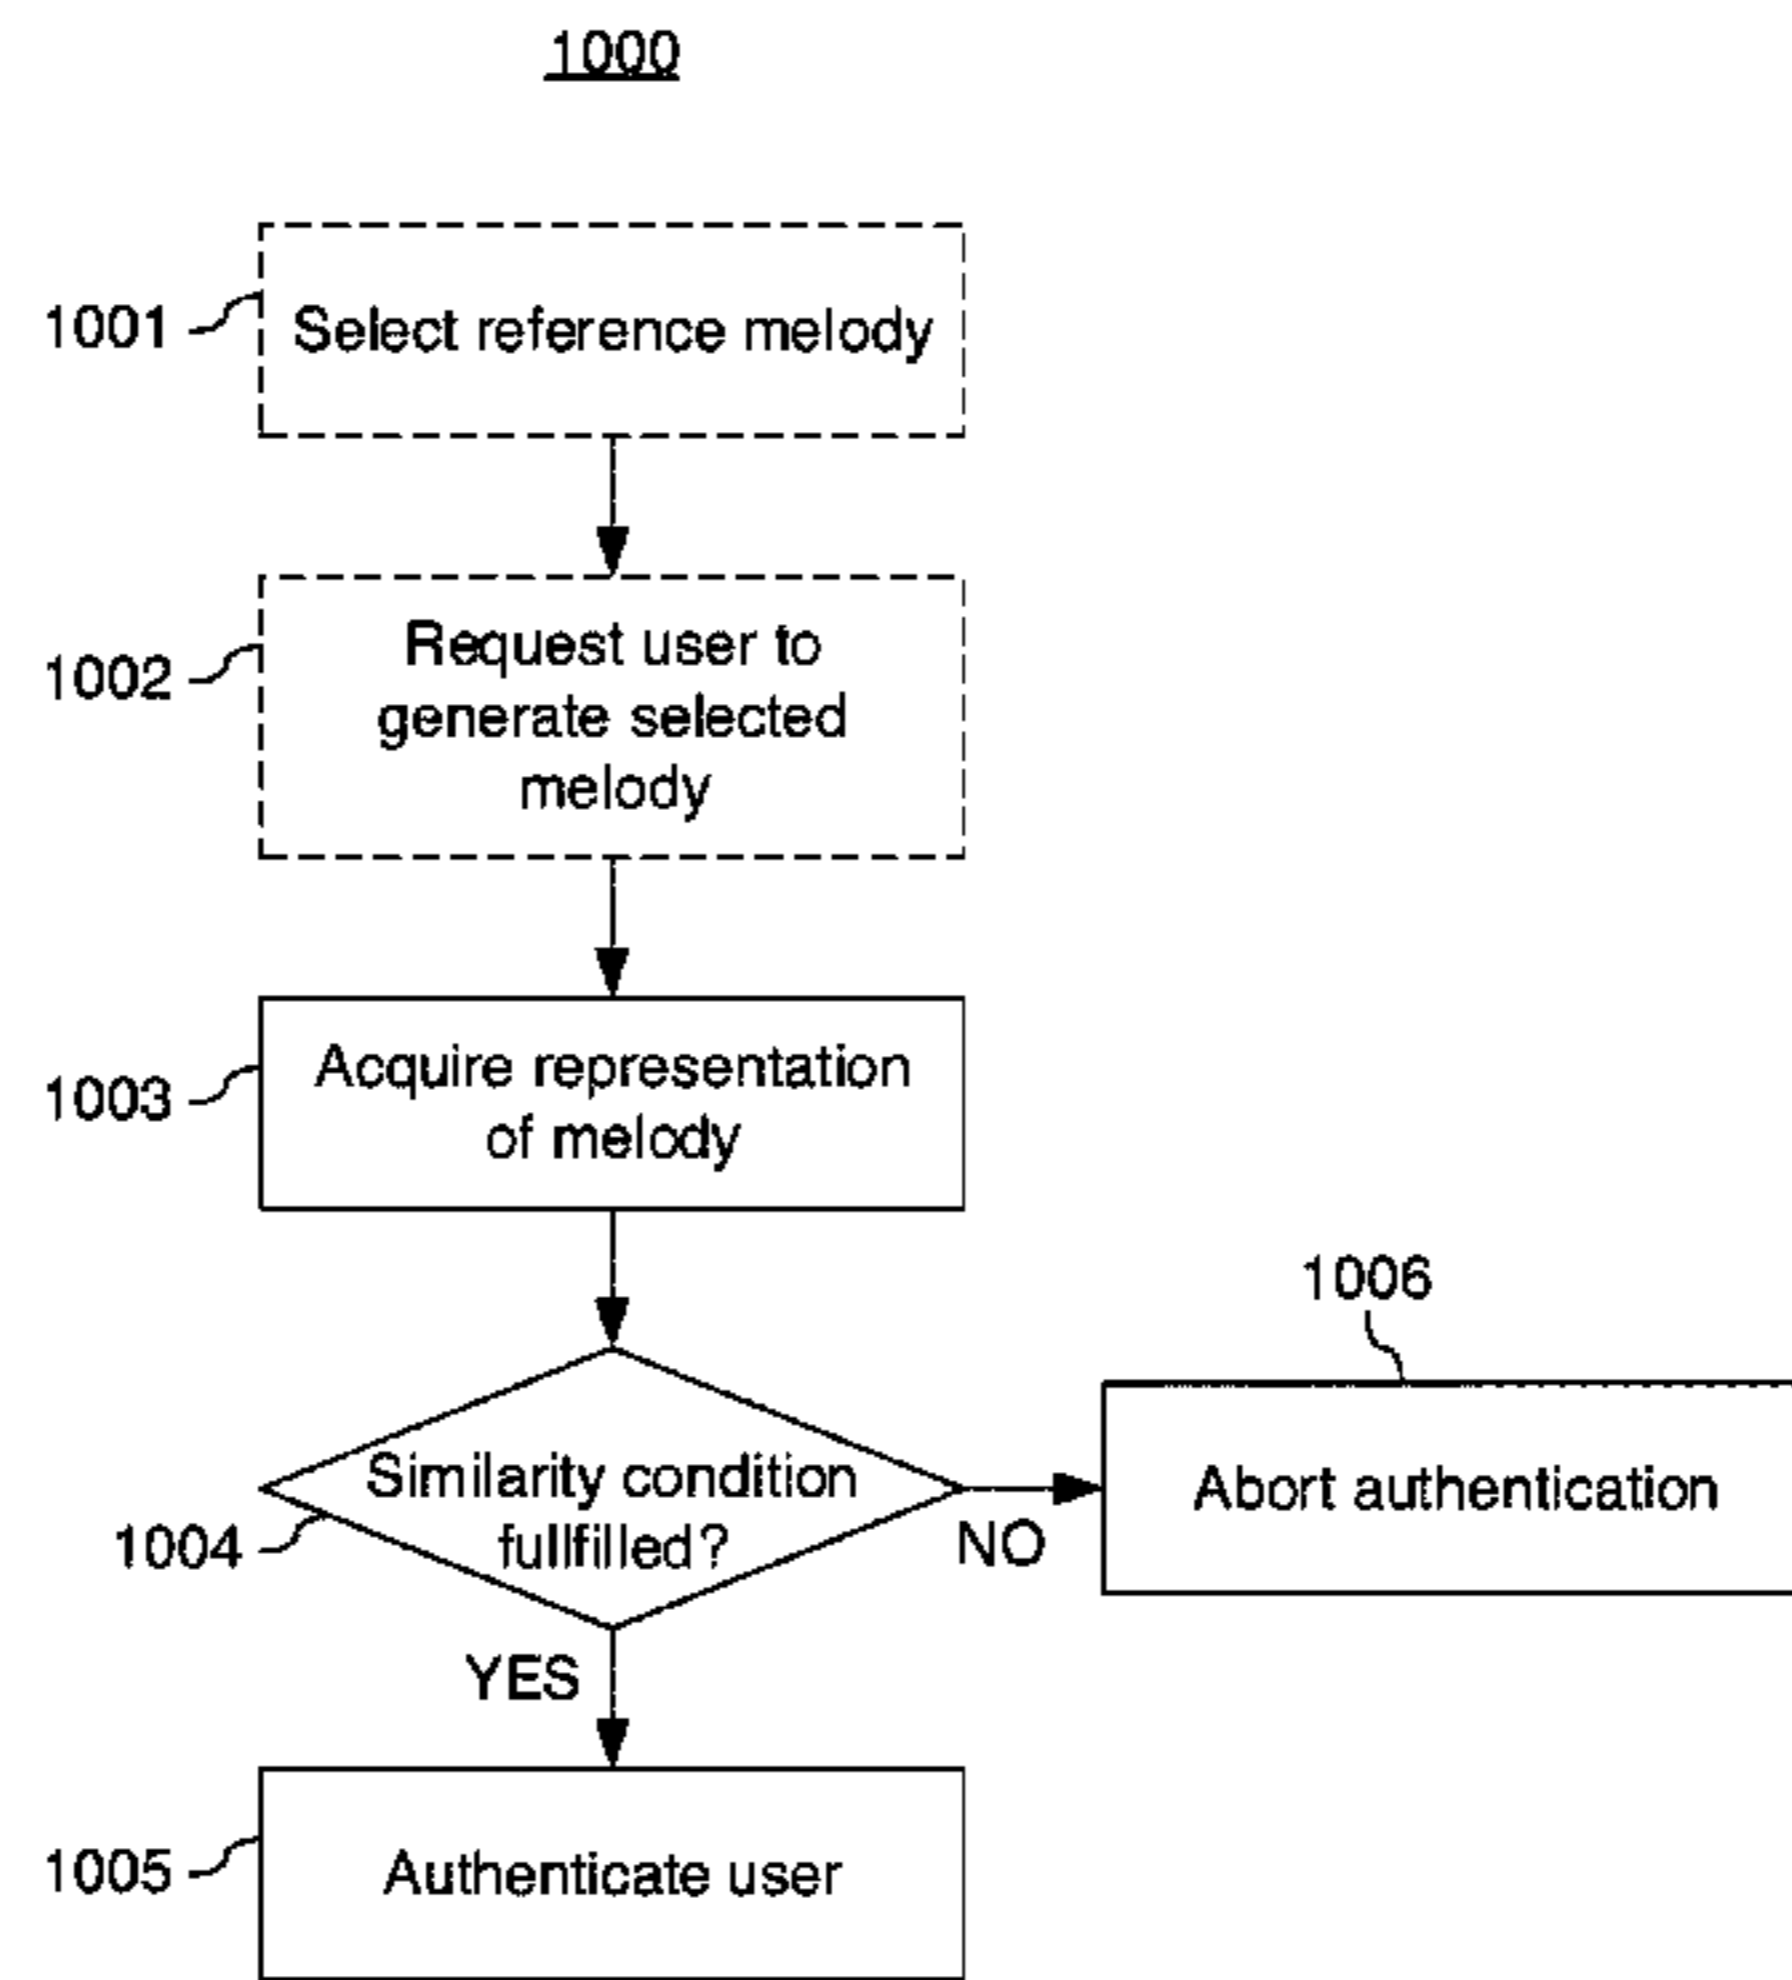 1000
1001
Select reference melody
1002
Request user to
generate selected
melody
1003
Acquire representation
of melody
1006
1004
Similarity condition
fullfilled?
NO
Abort authentication
YES
1005
Authenticate user